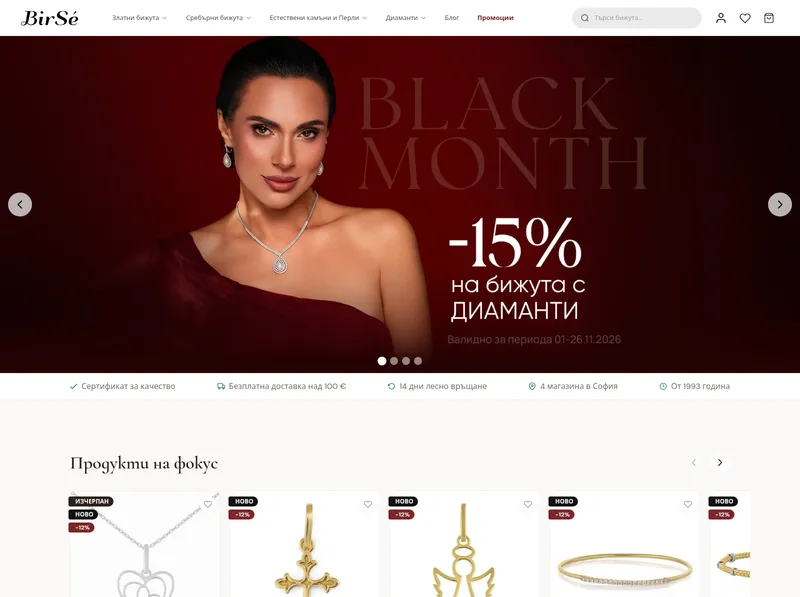 BirSé
Златни бижута
Сребърни бижута
Естествени камъни и Перли
Диаманти
Блог
Промоции
Търси бижута...
BLACK
MONTH
-15%
на бижута с
ДИАМАНТИ
Валидно за периода 01-26.11.2026
Сертификат за качество
Безплатна доставка над 100 €
14 дни лесно връщане
4 магазина в София
От 1993 година
Продукти на фокус
ИЗЧЕРПАН
НОВО
-12%
НОВО
-12%
НОВО
-12%
НОВО
-12%
НОВО
-12%